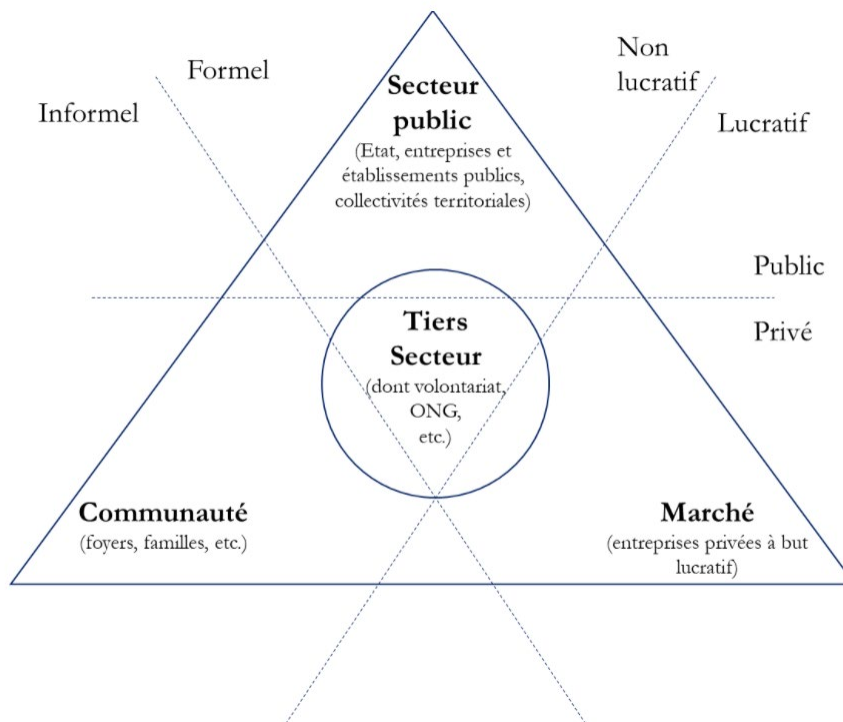 Formel
Informel
Non
lucratif
Lucratif
Secteur
public
(Etat, entreprises et
établissements publics,
collectivités territoriales)
Public
Privé
Tiers
Secteur
(dont volontariat,
ONG,
etc.)
Communauté
(foyers, familles, etc.)
Marché
(entreprises privées à but
lucratif)